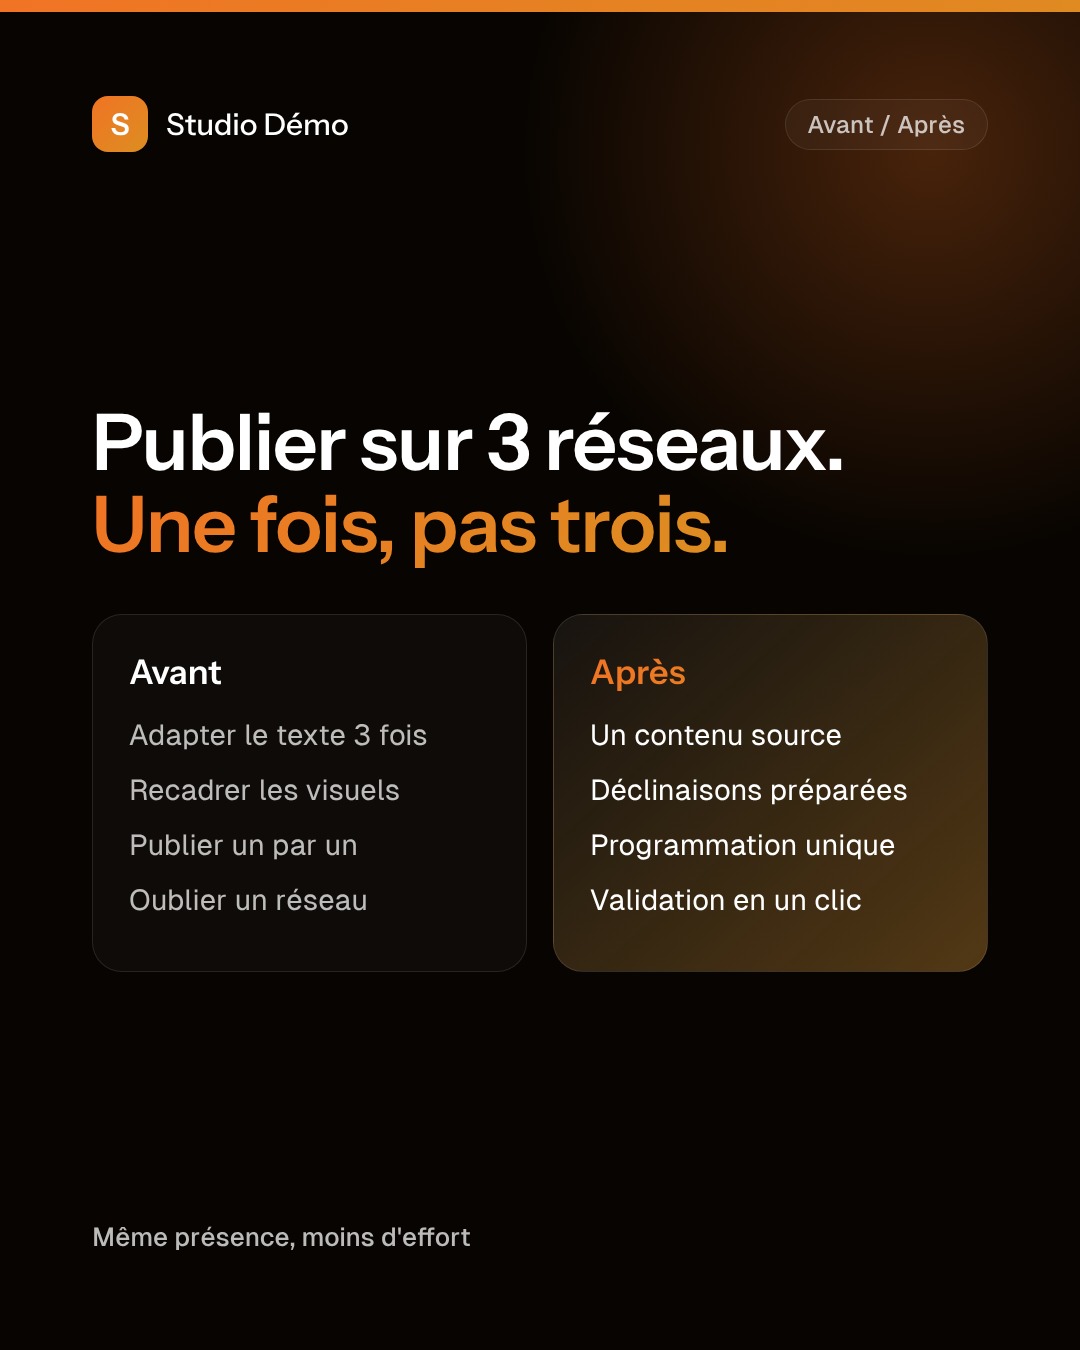 S Studio Démo
Avant / Après
Publier sur 3 réseaux.
Une fois, pas trois.
Avant
Adapter le texte 3 fois
Recadrer les visuels
Publier un par un
Oublier un réseau
Après
Un contenu source
Déclinaisons préparées
Programmation unique
Validation en un clic
Même présence, moins d'effort